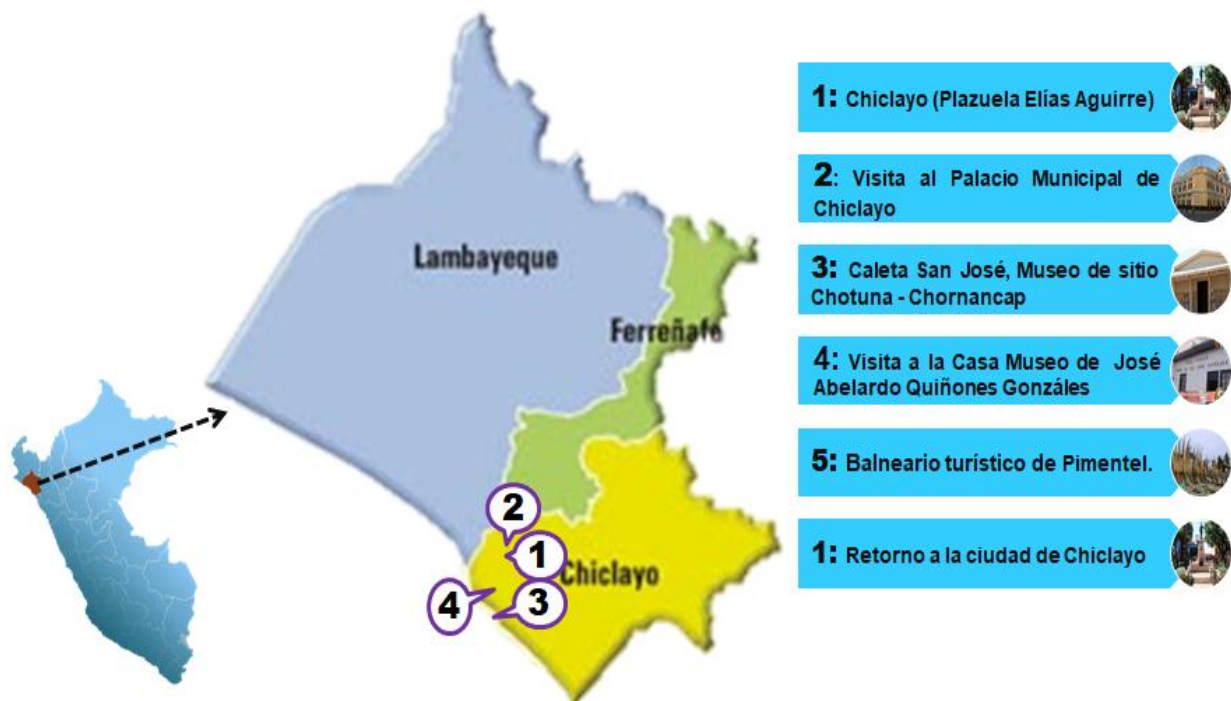 Lambayeque
Ferreñafe
Chiclayo
2
1
4
3
1: Chiclayo (Plazuela Elías Aguirre)
2: Visita al Palacio Municipal de
Chiclayo
3: Caleta San José, Museo de sitio
Chotuna - Chornancap
4: Visita a la Casa Museo de José
Abelardo Quiñones Gonzáles
5: Balneario turístico de Pimentel.
1: Retorno a la ciudad de Chiclayo